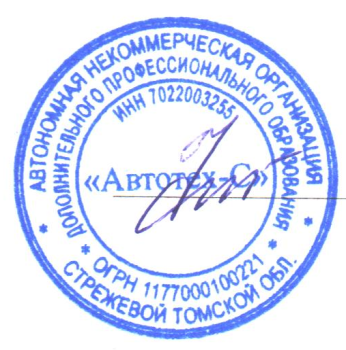 АВТОНОМНАЯ НЕКОММЕРЧЕСКАЯ ОРГАНИЗАЦИЯ
ДОПОЛНИТЕЛЬНОГО ПРОФЕССИОНАЛЬНОГО ОБРАЗОВАНИЯ
ИНН 7022003255
«Автотех-С»
* ОГРН 1177000100221 *
* СТРЕЖЕВОЙ ТОМСКОЙ ОБЛ. *